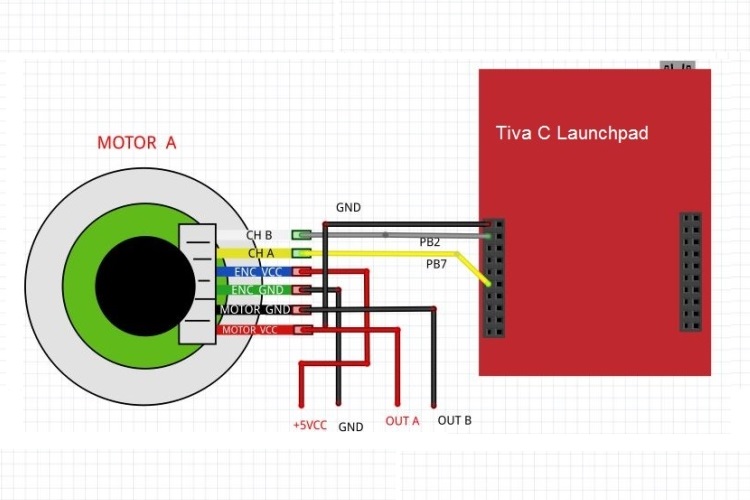 Tiva C Launchpad
MOTOR A
GND
CH B
PB2
CH A
PB7
ENC VCC
ENC GND
MOTOR GND
MOTOR VCC
+5VCC
GND
OUT A
OUT B